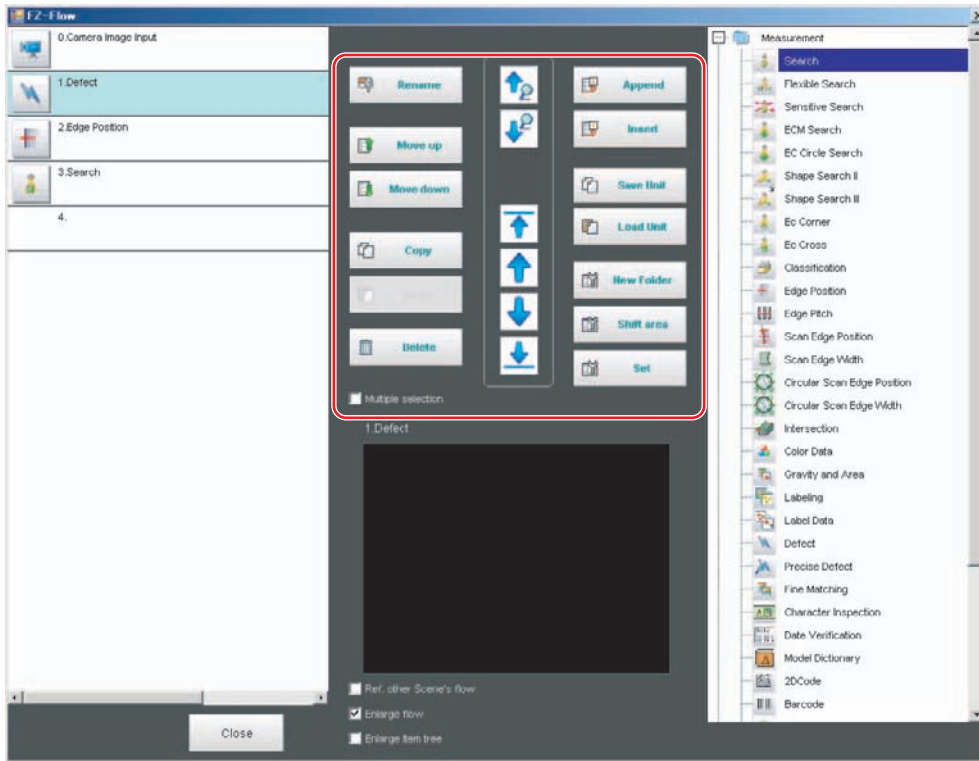 FZ-Flow
0.Camera Image Input
1.Defect
2.Edge Position
3.Search
4.
Close
Rename
Move up
Move down
Copy
Delete
Multiple selection
Append
Insert
Save Unit
Load Unit
New Folder
Shift area
Set
1.Defect
Ref. other Scene's flow
Enlarge flow
Enlarge item tree
Measurement
Search
Flexible Search
Sensitive Search
ECM Search
EC Circle Search
Shape Search II
Shape Search III
Ec Corner
Ec Cross
Classification
Edge Position
Edge Pitch
Scan Edge Position
Scan Edge Width
Circular Scan Edge Position
Circular Scan Edge Width
Intersection
Color Data
Gravity and Area
Labeling
Label Data
Defect
Precise Defect
Fine Matching
Character Inspection
Date Verification
Model Dictionary
2DCode
Barcode